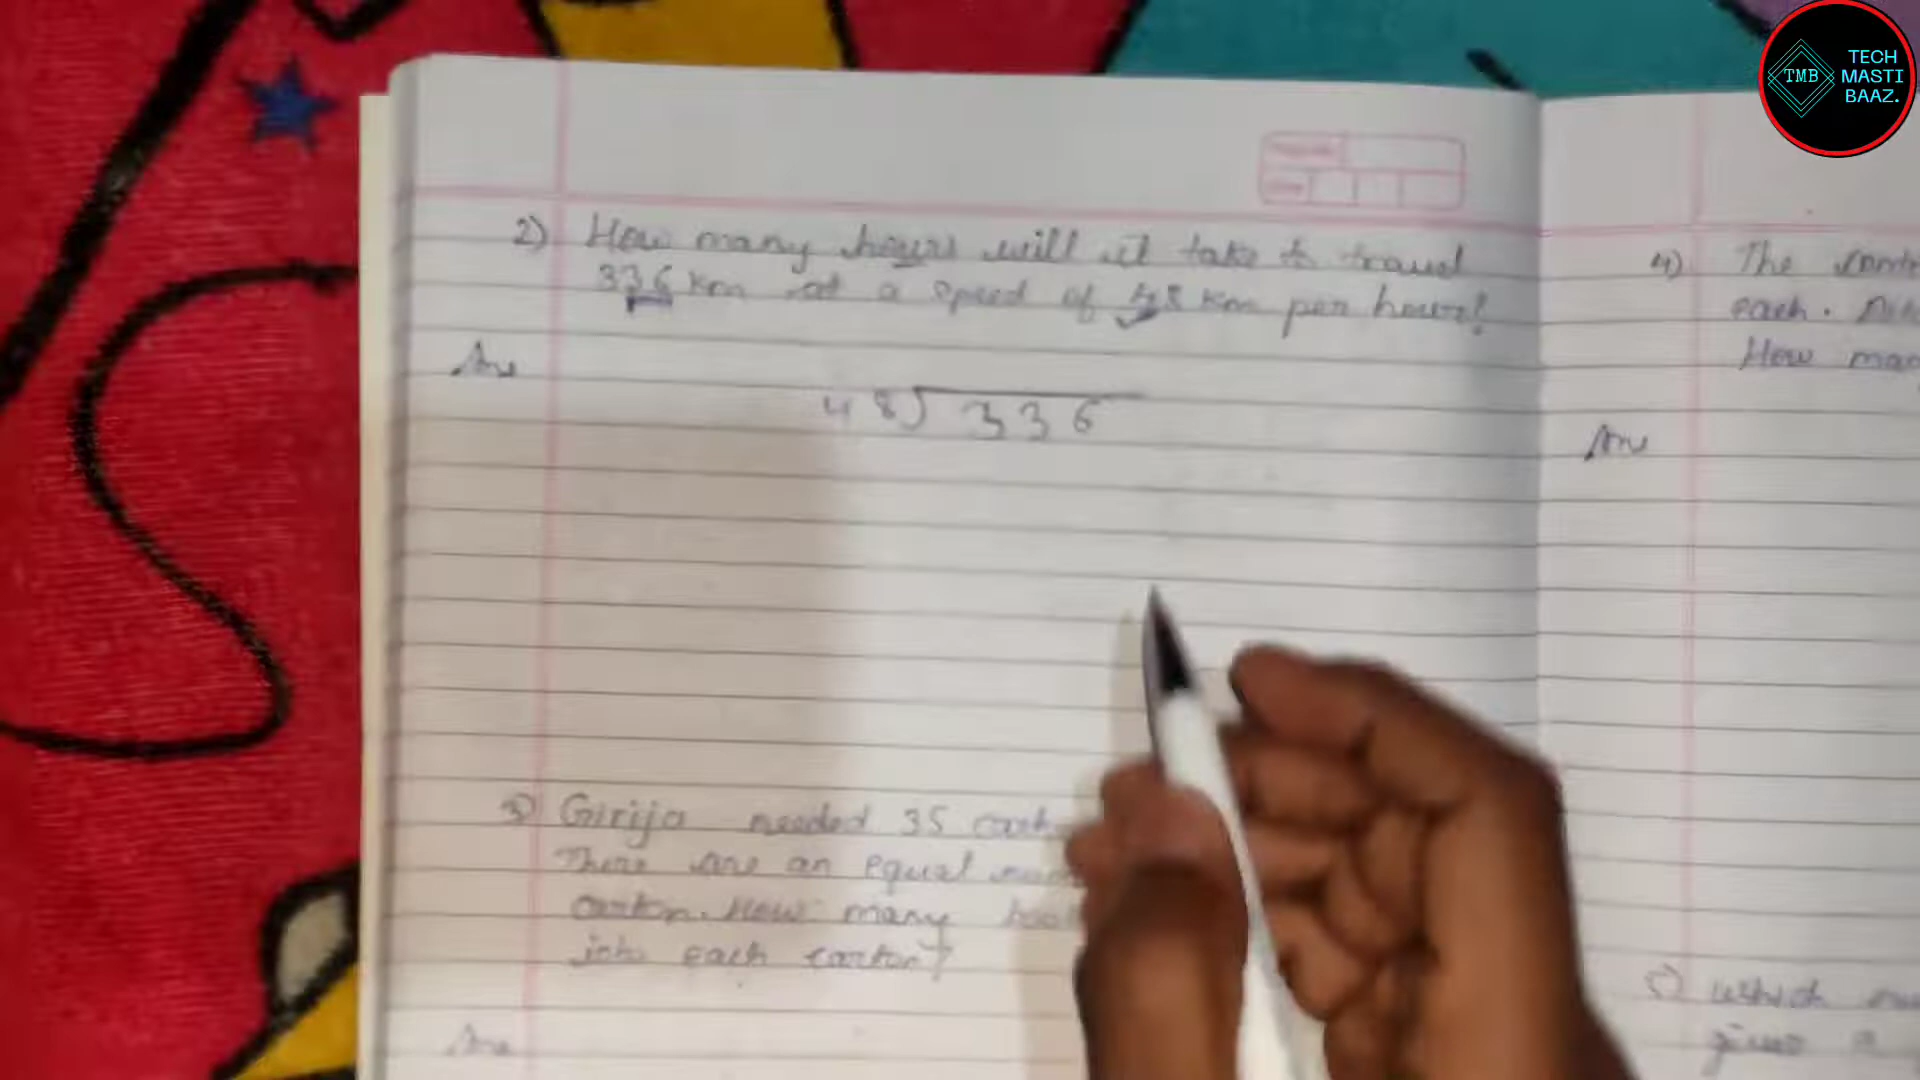 2) How many hours will it take to travel
336 km at a speed of 48 km per hour?
Ans
48) 336
3) Girija needed 35
There are an equal
carton. How many
into each carton?
Ans
4) The
each.
How
Ans
5) which
gives a
TMB
TECH
MASTI
BAAZ.